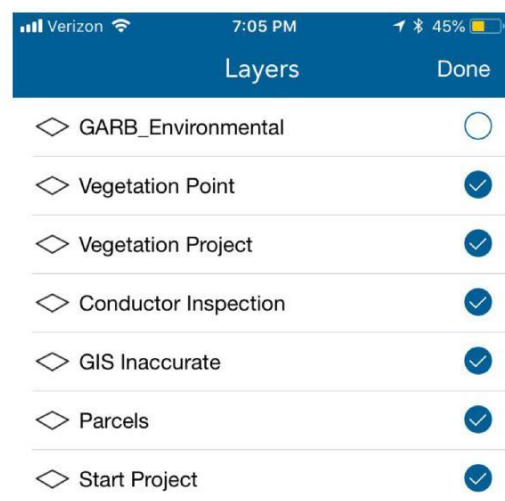 Verizon 7:05 PM 45%
Layers Done
GARB_Environmental
Vegetation Point
Vegetation Project
Conductor Inspection
GIS Inaccurate
Parcels
Start Project